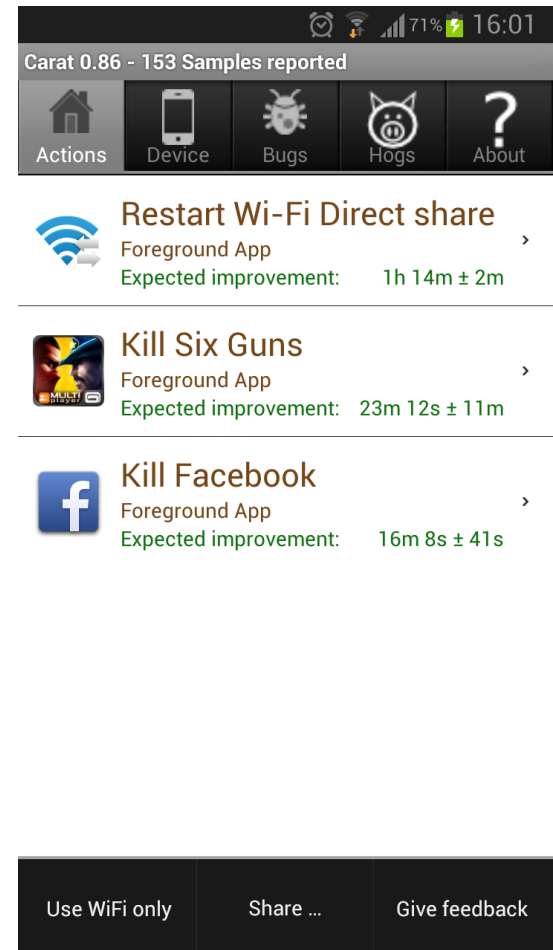 71% 16:01
Carat 0.86 - 153 Samples reported
Actions Device Bugs Hogs About
Restart Wi-Fi Direct share
Foreground App
Expected improvement: 1h 14m ± 2m
Kill Six Guns
Foreground App
Expected improvement: 23m 12s ± 11m
MULTI
player
Kill Facebook
Foreground App
Expected improvement: 16m 8s ± 41s
Use WiFi only Share ... Give feedback